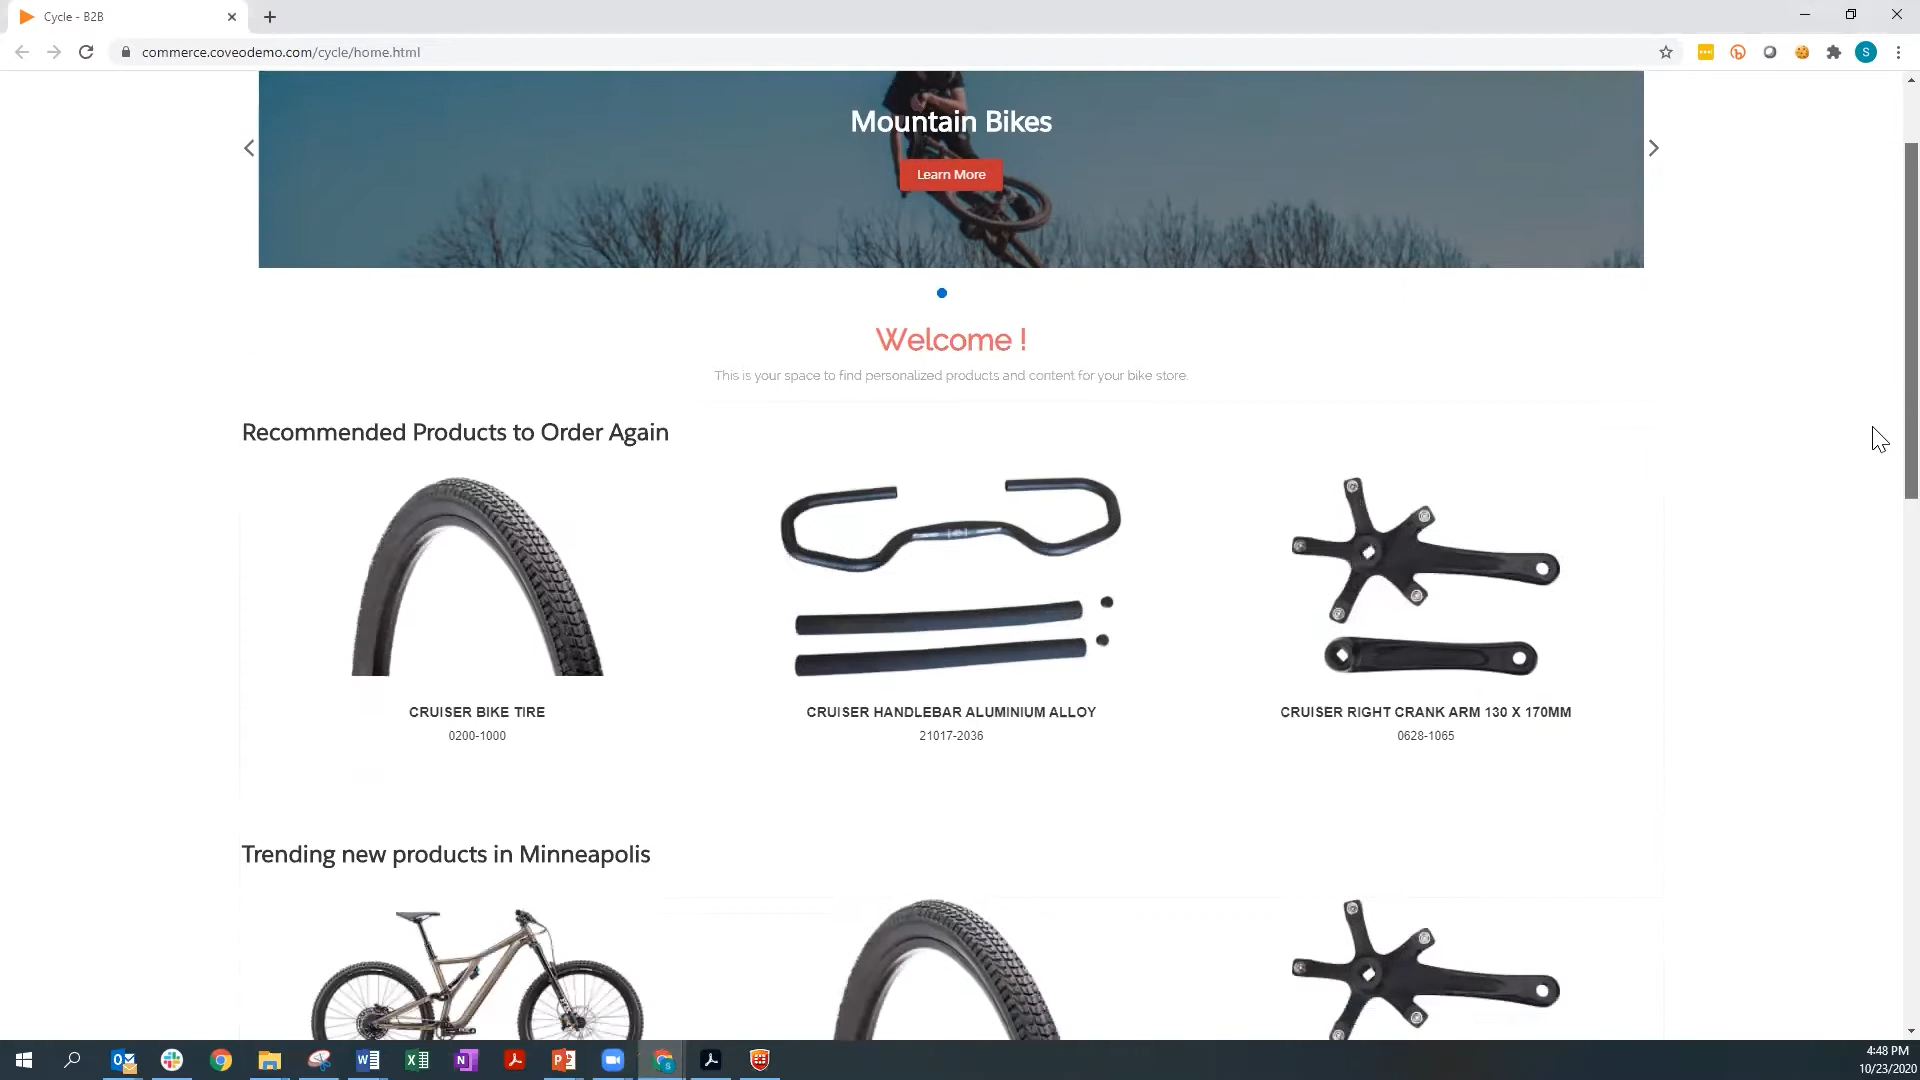 Cycle - B2B
commerce.coveodemo.com/cycle/home.html
S
Mountain Bikes
Learn More
Welcome !
This is your space to find personalized products and content for your bike store.
Recommended Products to Order Again
CRUISER BIKE TIRE
0200-1000
CRUISER HANDLEBAR ALUMINIUM ALLOY
21017-2036
CRUISER RIGHT CRANK ARM 130 X 170MM
0628-1065
Trending new products in Minneapolis
4:48 PM
10/23/2020